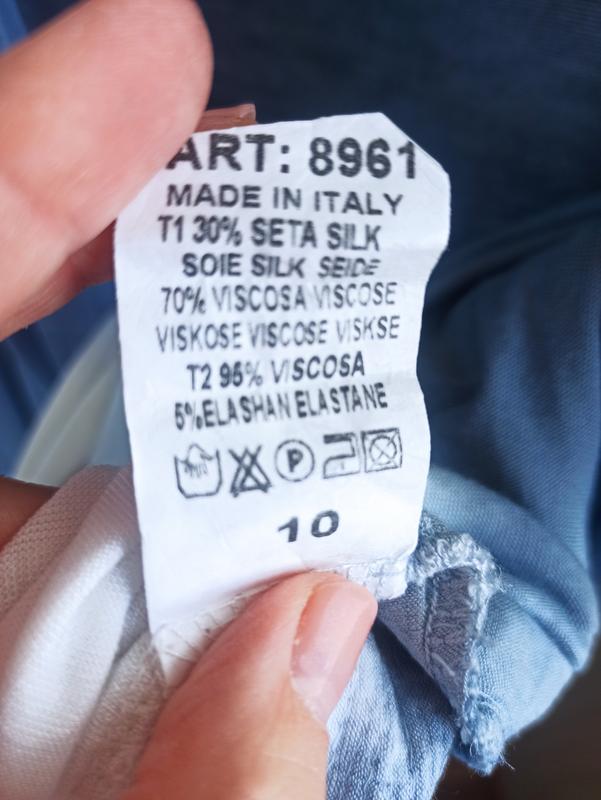 ART: 8961
MADE IN ITALY
T1 30% SETA SILK
SOIE SILK SEIDE
70% VISCOSA VISCOSE
VISKOSE VISCOSE VISKSE
T2 95% VISCOSA
5%ELASHAN ELASTANE
P
10